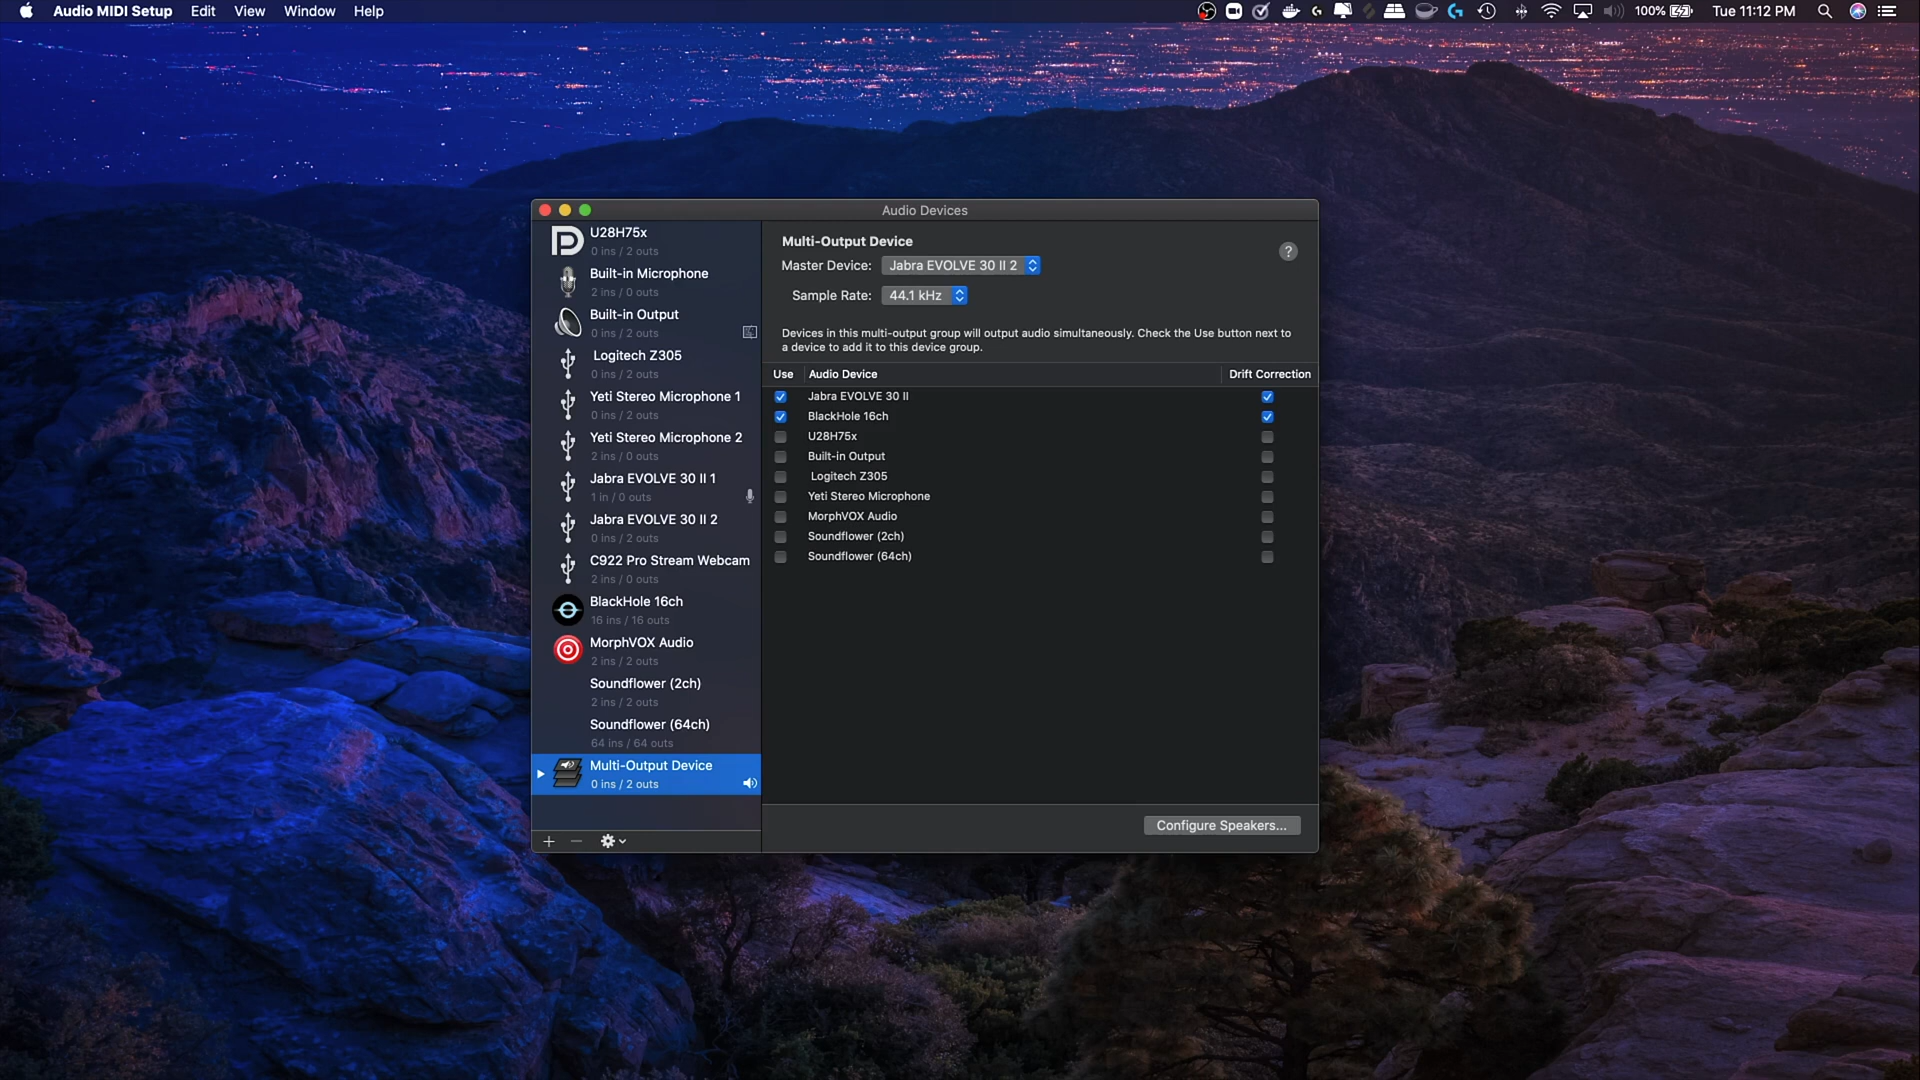 Audio MIDI Setup Edit View Window Help 100% Tue 11:12 PM
Audio Devices
U28H75x
0 ins / 2 outs
Built-in Microphone
2 ins / 0 outs
Built-in Output
0 ins / 2 outs
Logitech Z305
0 ins / 2 outs
Yeti Stereo Microphone 1
0 ins / 2 outs
Yeti Stereo Microphone 2
2 ins / 0 outs
Jabra EVOLVE 30 II 1
1 in / 0 outs
Jabra EVOLVE 30 II 2
0 ins / 2 outs
C922 Pro Stream Webcam
2 ins / 0 outs
BlackHole 16ch
16 ins / 16 outs
MorphVOX Audio
2 ins / 2 outs
Soundflower (2ch)
2 ins / 2 outs
Soundflower (64ch)
64 ins / 64 outs
Multi-Output Device
0 ins / 2 outs
Multi-Output Device
?
Master Device: Jabra EVOLVE 30 II 2
Sample Rate: 44.1 kHz
Devices in this multi-output group will output audio simultaneously. Check the Use button next to
a device to add it to this device group.
Use Audio Device Drift Correction
Jabra EVOLVE 30 II
BlackHole 16ch
U28H75x
Built-in Output
Logitech Z305
Yeti Stereo Microphone
MorphVOX Audio
Soundflower (2ch)
Soundflower (64ch)
Configure Speakers...